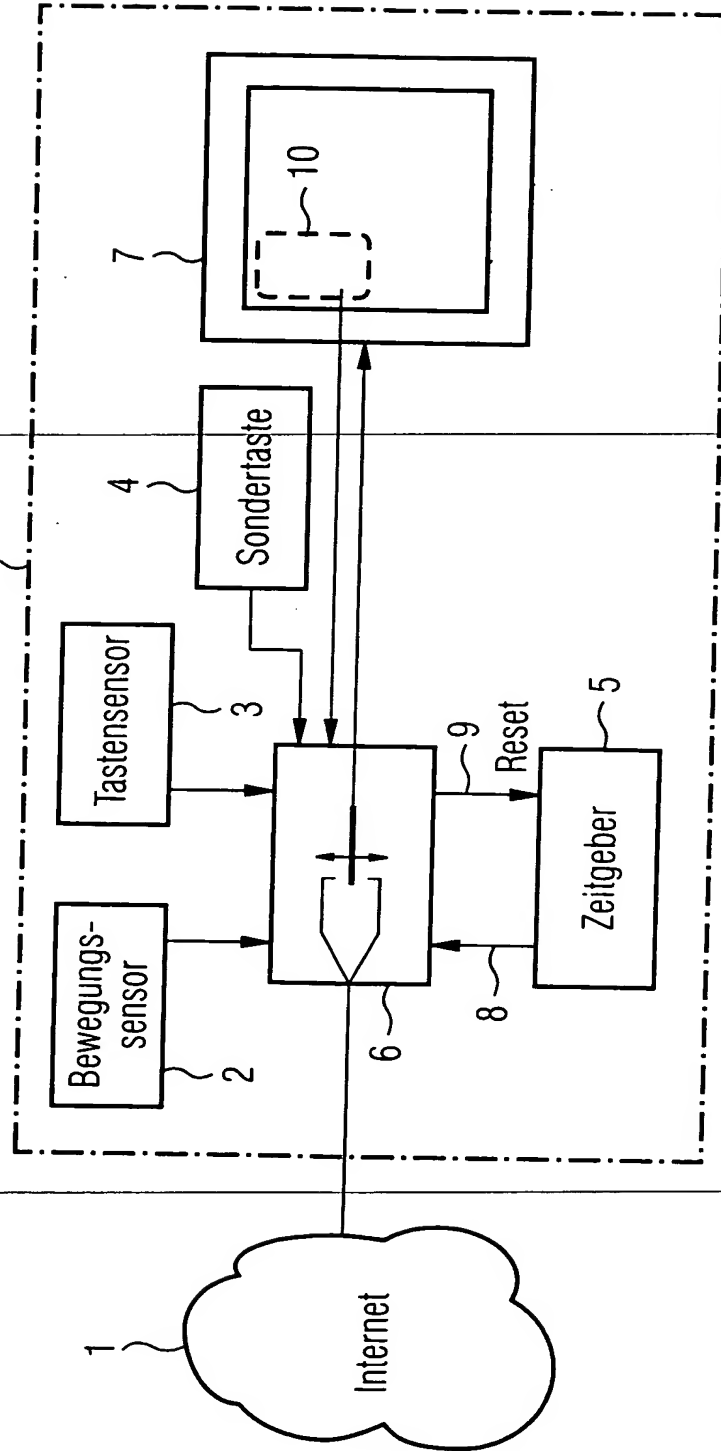 1
Internet
Bewegungs-
sensor
2
Tastensensor
3
4
Sondertaste
7
10
6
8
9
Reset
5
Zeitgeber